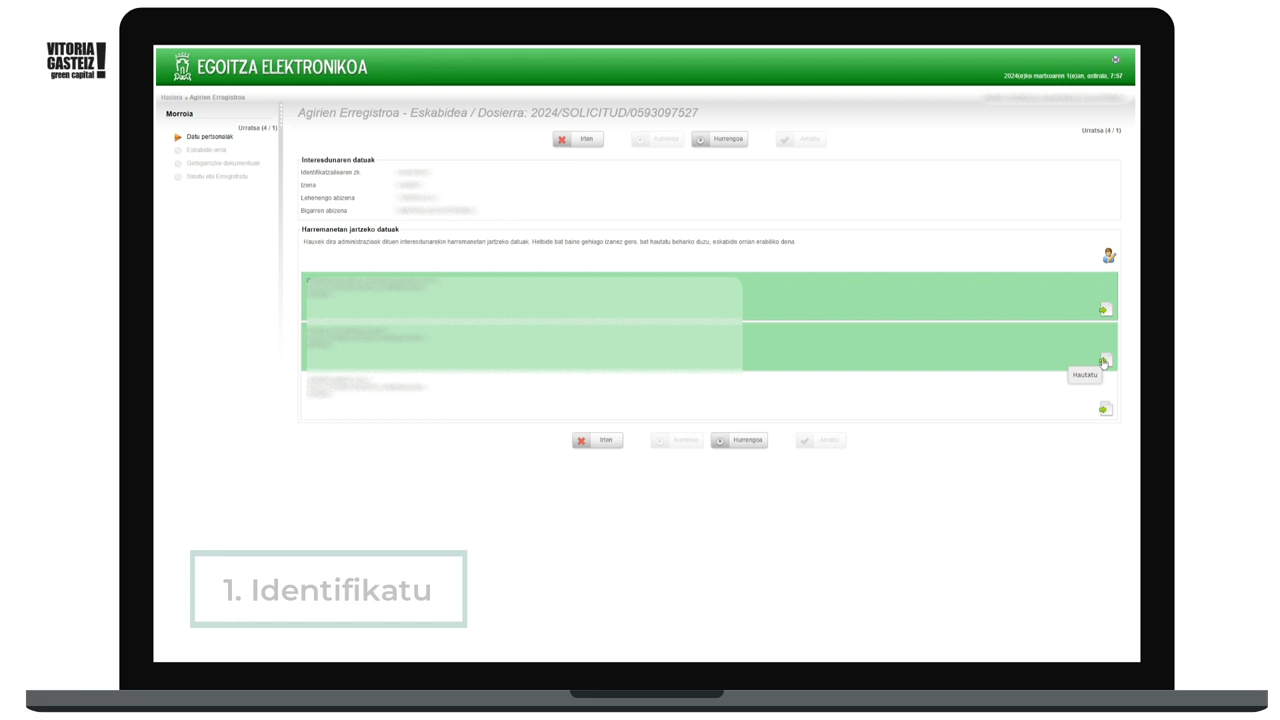 VITORIA
GASTEIZ
green capital
EGOITZA ELEKTRONIKOA
2024(e)ko martxoaren 1(e)an, ostirala, 7:57
Hasiera » Agirien Erregistroa
Morroia
Urratsa (4 / 1)
Datu pertsonalak
Eskabide-orria
Gehigarrizko dokumentuak
Sinatu eta Erregistratu
Agirien Erregistroa - Eskabidea / Dosierra: 2024/SOLICITUD/0593097527
Irten
Aurrekoa
Hurrengoa
Amaitu
Urratsa (4 / 1)
Interesdunaren datuak
Identifikatzailearen zk.
Izena
Lehenengo abizena
Bigarren abizena
Harremanetan jartzeko datuak
Hauxek dira administrazioak dituen interesdunarekin harremanetan jartzeko datuak. Helbide bat baino gehiago izanez gero, bat hautatu beharko duzu, eskabide orrian erabiliko dena.
Hautatu
Irten
Aurrekoa
Hurrengoa
Amaitu
1. Identifikatu